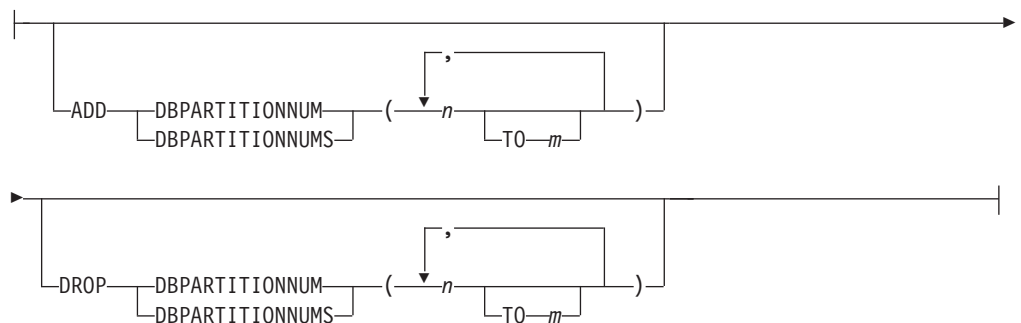 ,
ADD DBPARTITIONNUM ( n )
DBPARTITIONNUMS TO m
,
DROP DBPARTITIONNUM ( n )
DBPARTITIONNUMS TO m